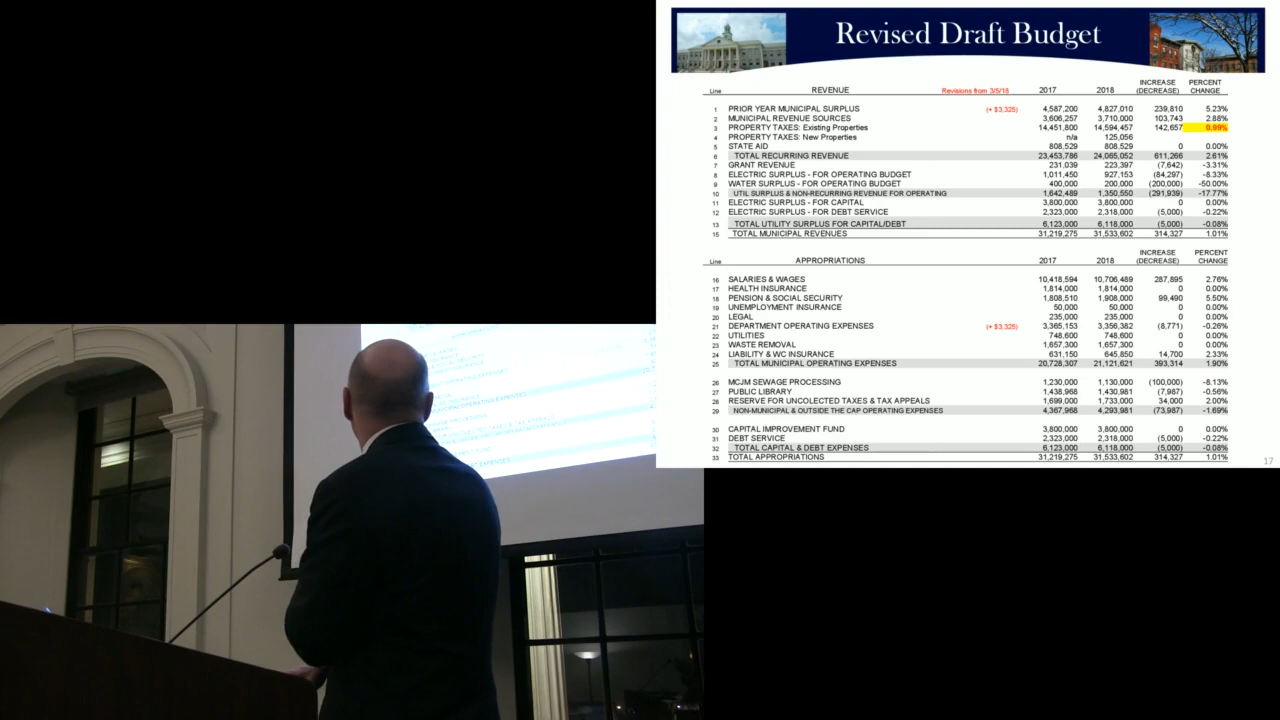 Revised Draft Budget
Line REVENUE Revisions from 3/5/18 2017 2018 INCREASE (DECREASE) PERCENT CHANGE
1 PRIOR YEAR MUNICIPAL SURPLUS (+ $3,325) 4,587,200 4,827,010 239,810 5.23%
2 MUNICIPAL REVENUE SOURCES 3,606,257 3,710,000 103,743 2.88%
3 PROPERTY TAXES: Existing Properties 14,451,800 14,594,457 142,657 0.99%
4 PROPERTY TAXES: New Properties n/a 125,056
5 STATE AID 808,529 808,529 0 0.00%
6 TOTAL RECURRING REVENUE 23,453,786 24,065,052 611,266 2.61%
7 GRANT REVENUE 231,039 223,397 (7,642) -3.31%
8 ELECTRIC SURPLUS - FOR OPERATING BUDGET 1,011,450 927,153 (84,297) -8.33%
9 WATER SURPLUS - FOR OPERATING BUDGET 400,000 200,000 (200,000) -50.00%
10 UTIL SURPLUS & NON-RECURRING REVENUE FOR OPERATING 1,642,489 1,350,550 (291,939) -17.77%
11 ELECTRIC SURPLUS - FOR CAPITAL 3,800,000 3,800,000 0 0.00%
12 ELECTRIC SURPLUS - FOR DEBT SERVICE 2,323,000 2,318,000 (5,000) -0.22%
13 TOTAL UTILITY SURPLUS FOR CAPITAL/DEBT 6,123,000 6,118,000 (5,000) -0.08%
15 TOTAL MUNICIPAL REVENUES 31,219,275 31,533,602 314,327 1.01%
Line APPROPRIATIONS 2017 2018 INCREASE (DECREASE) PERCENT CHANGE
16 SALARIES & WAGES 10,418,594 10,706,489 287,895 2.76%
17 HEALTH INSURANCE 1,814,000 1,814,000 0 0.00%
18 PENSION & SOCIAL SECURITY 1,808,510 1,908,000 99,490 5.50%
19 UNEMPLOYMENT INSURANCE 50,000 50,000 0 0.00%
20 LEGAL 235,000 235,000 0 0.00%
21 DEPARTMENT OPERATING EXPENSES (+ $3,325) 3,365,153 3,356,382 (8,771) -0.26%
22 UTILITIES 748,600 748,600 0 0.00%
23 WASTE REMOVAL 1,657,300 1,657,300 0 0.00%
24 LIABILITY & WC INSURANCE 631,150 645,850 14,700 2.33%
25 TOTAL MUNICIPAL OPERATING EXPENSES 20,728,307 21,121,621 393,314 1.90%
26 MCJM SEWAGE PROCESSING 1,230,000 1,130,000 (100,000) -8.13%
27 PUBLIC LIBRARY 1,438,968 1,430,981 (7,987) -0.56%
28 RESERVE FOR UNCOLECTED TAXES & TAX APPEALS 1,699,000 1,733,000 34,000 2.00%
29 NON-MUNICIPAL & OUTSIDE THE CAP OPERATING EXPENSES 4,367,968 4,293,981 (73,987) -1.69%
30 CAPITAL IMPROVEMENT FUND 3,800,000 3,800,000 0 0.00%
31 DEBT SERVICE 2,323,000 2,318,000 (5,000) -0.22%
32 TOTAL CAPITAL & DEBT EXPENSES 6,123,000 6,118,000 (5,000) -0.08%
33 TOTAL APPROPRIATIONS 31,219,275 31,533,602 314,327 1.01%
17